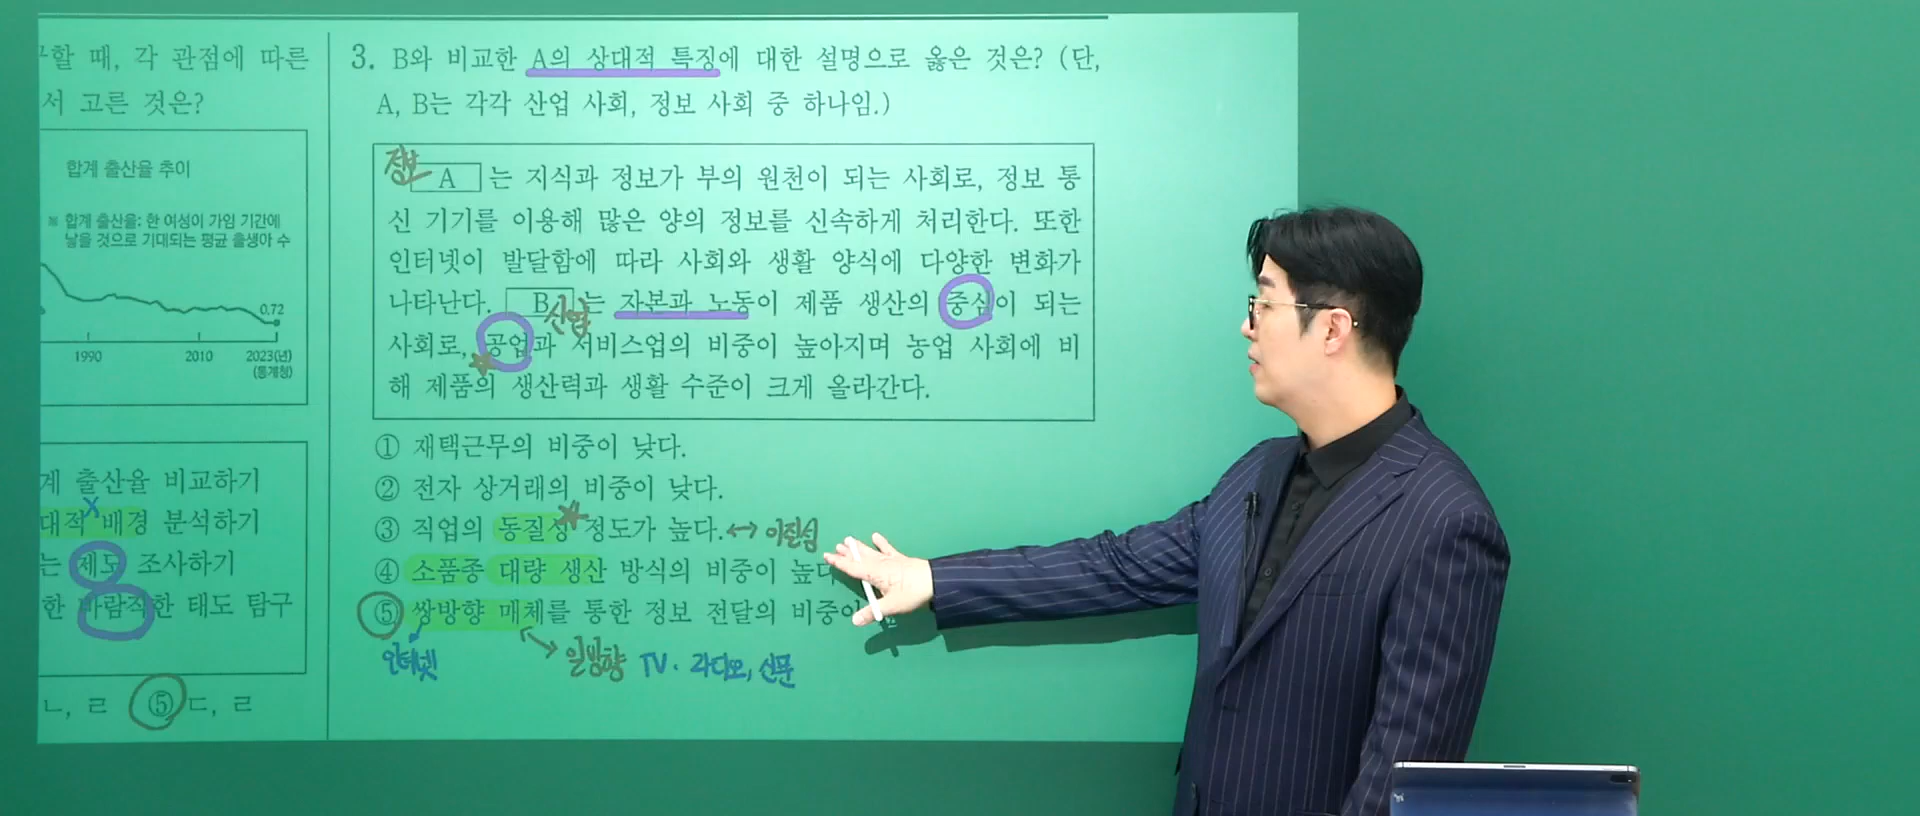 할 때, 각 관점에 따른
서 고른 것은?
합계 출산율 추이
※ 합계 출산율: 한 여성이 가임 기간에
낳을 것으로 기대되는 평균 출생아 수
0.72
1990 2010 2023(년)
(통계청)
계 출산율 비교하기
대적 배경 분석하기
x
는 제도 조사하기
한 바람직한 태도 탐구
ㄴ, ㄹ ⑤ ㄷ, ㄹ
3. B와 비교한 A의 상대적 특징에 대한 설명으로 옳은 것은? (단,
A, B는 각각 산업 사회, 정보 사회 중 하나임.)
정보
A 는 지식과 정보가 부의 원천이 되는 사회로, 정보 통
신 기기를 이용해 많은 양의 정보를 신속하게 처리한다. 또한
인터넷이 발달함에 따라 사회와 생활 양식에 다양한 변화가
나타난다. B 는 자본과 노동이 제품 생산의 중심이 되는
산업
사회로, 공업과 서비스업의 비중이 높아지며 농업 사회에 비
해 제품의 생산력과 생활 수준이 크게 올라간다.
① 재택근무의 비중이 낮다.
② 전자 상거래의 비중이 낮다.
③ 직업의 동질성 정도가 높다. ↔ 이질성
④ 소품종 대량 생산 방식의 비중이 높다
⑤ 쌍방향 매체를 통한 정보 전달의 비중이
인터넷 ↔ 일방향 TV. 라디오, 신문